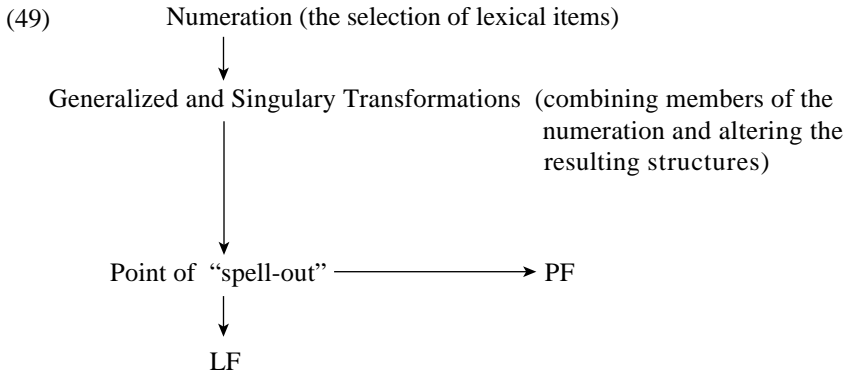 (49) Numeration (the selection of lexical items)
Generalized and Singulary Transformations (combining members of the
numeration and altering the
resulting structures)
Point of “spell-out” PF
LF